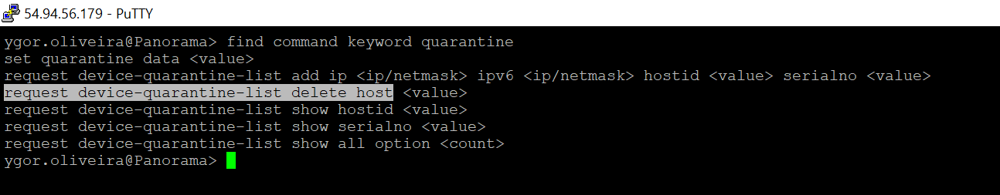 54.94.56.179 - PuTTY
ygor.oliveira@Panorama> find command keyword quarantine
set quarantine data <value>
request device-quarantine-list add ip <ip/netmask> ipv6 <ip/netmask> hostid <value> serialno <value>
request device-quarantine-list delete host <value>
request device-quarantine-list show hostid <value>
request device-quarantine-list show serialno <value>
request device-quarantine-list show all option <count>
ygor.oliveira@Panorama>